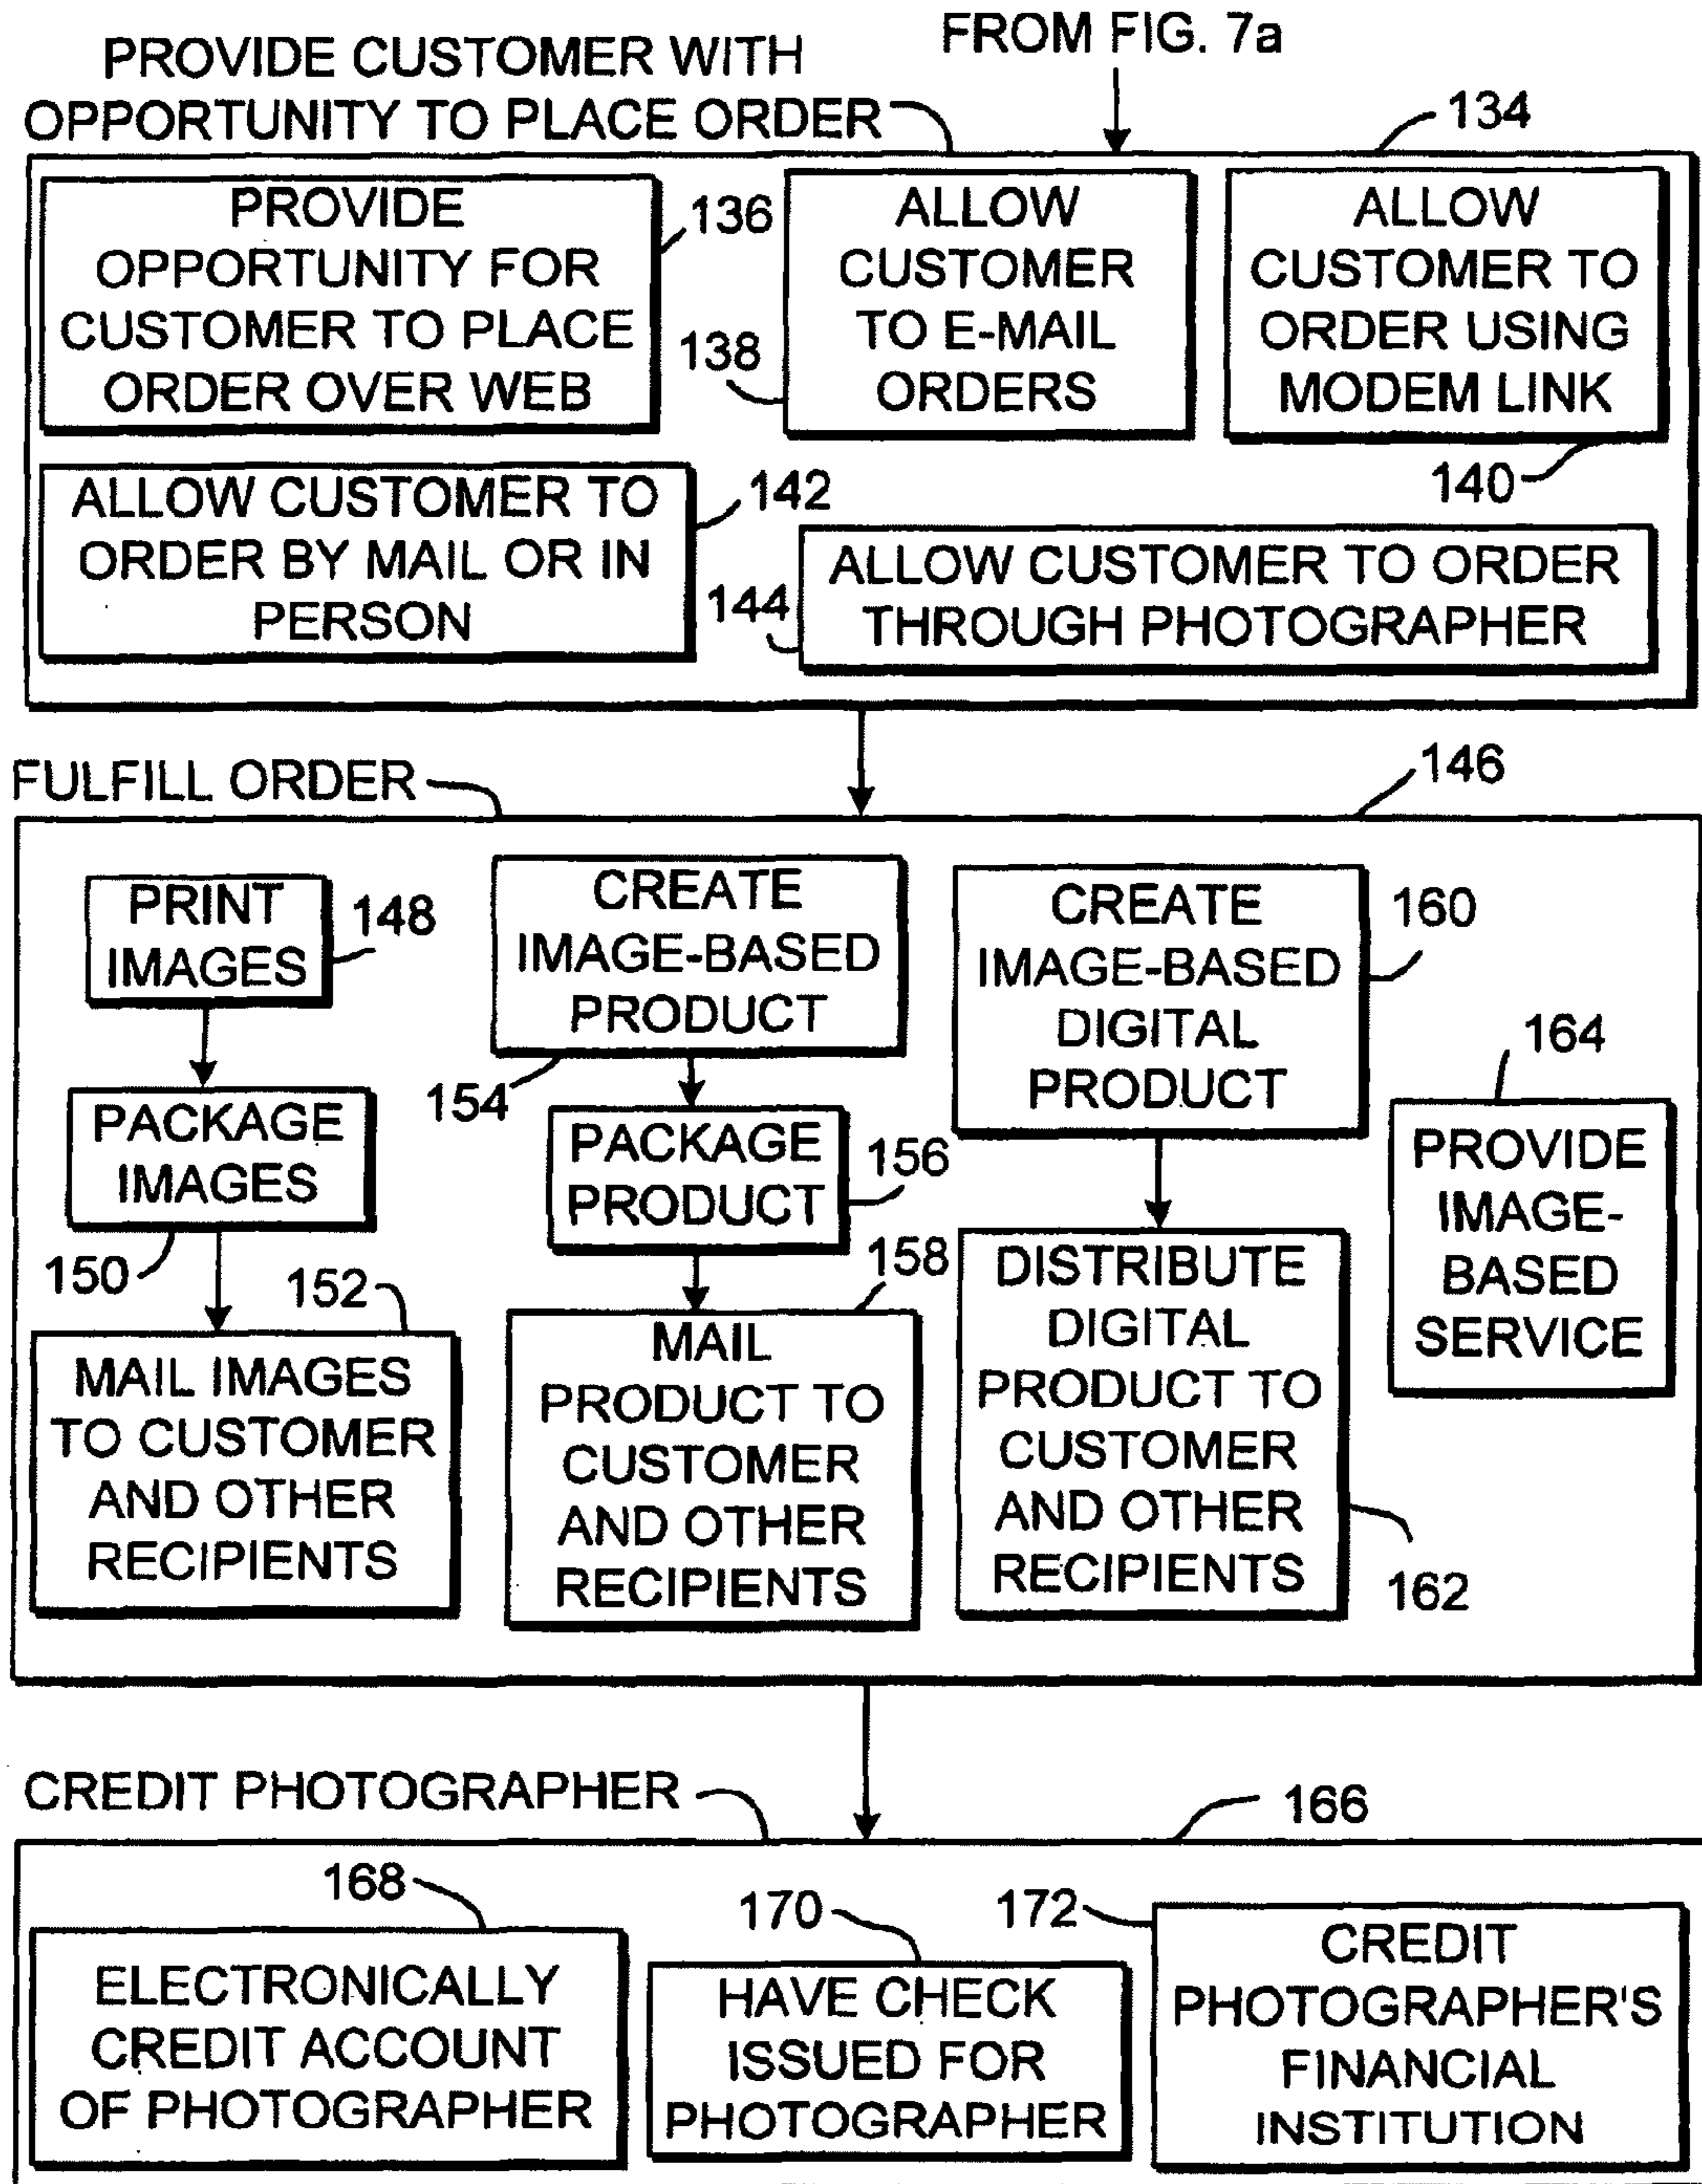 FROM FIG. 7a
PROVIDE CUSTOMER WITH
OPPORTUNITY TO PLACE ORDER
134
PROVIDE
OPPORTUNITY FOR
CUSTOMER TO PLACE
ORDER OVER WEB
136
138
ALLOW
CUSTOMER
TO E-MAIL
ORDERS
ALLOW
CUSTOMER TO
ORDER USING
MODEM LINK
140
ALLOW CUSTOMER TO
ORDER BY MAIL OR IN
PERSON
142
144
ALLOW CUSTOMER TO ORDER
THROUGH PHOTOGRAPHER
FULFILL ORDER
146
PRINT
IMAGES
148
PACKAGE
IMAGES
150
152
MAIL IMAGES
TO CUSTOMER
AND OTHER
RECIPIENTS
CREATE
IMAGE-BASED
PRODUCT
154
PACKAGE
PRODUCT
156
158
MAIL
PRODUCT TO
CUSTOMER
AND OTHER
RECIPIENTS
CREATE
IMAGE-BASED
DIGITAL
PRODUCT
160
DISTRIBUTE
DIGITAL
PRODUCT TO
CUSTOMER
AND OTHER
RECIPIENTS
162
164
PROVIDE
IMAGE-
BASED
SERVICE
CREDIT PHOTOGRAPHER
166
168
ELECTRONICALLY
CREDIT ACCOUNT
OF PHOTOGRAPHER
170
HAVE CHECK
ISSUED FOR
PHOTOGRAPHER
172
CREDIT
PHOTOGRAPHER'S
FINANCIAL
INSTITUTION